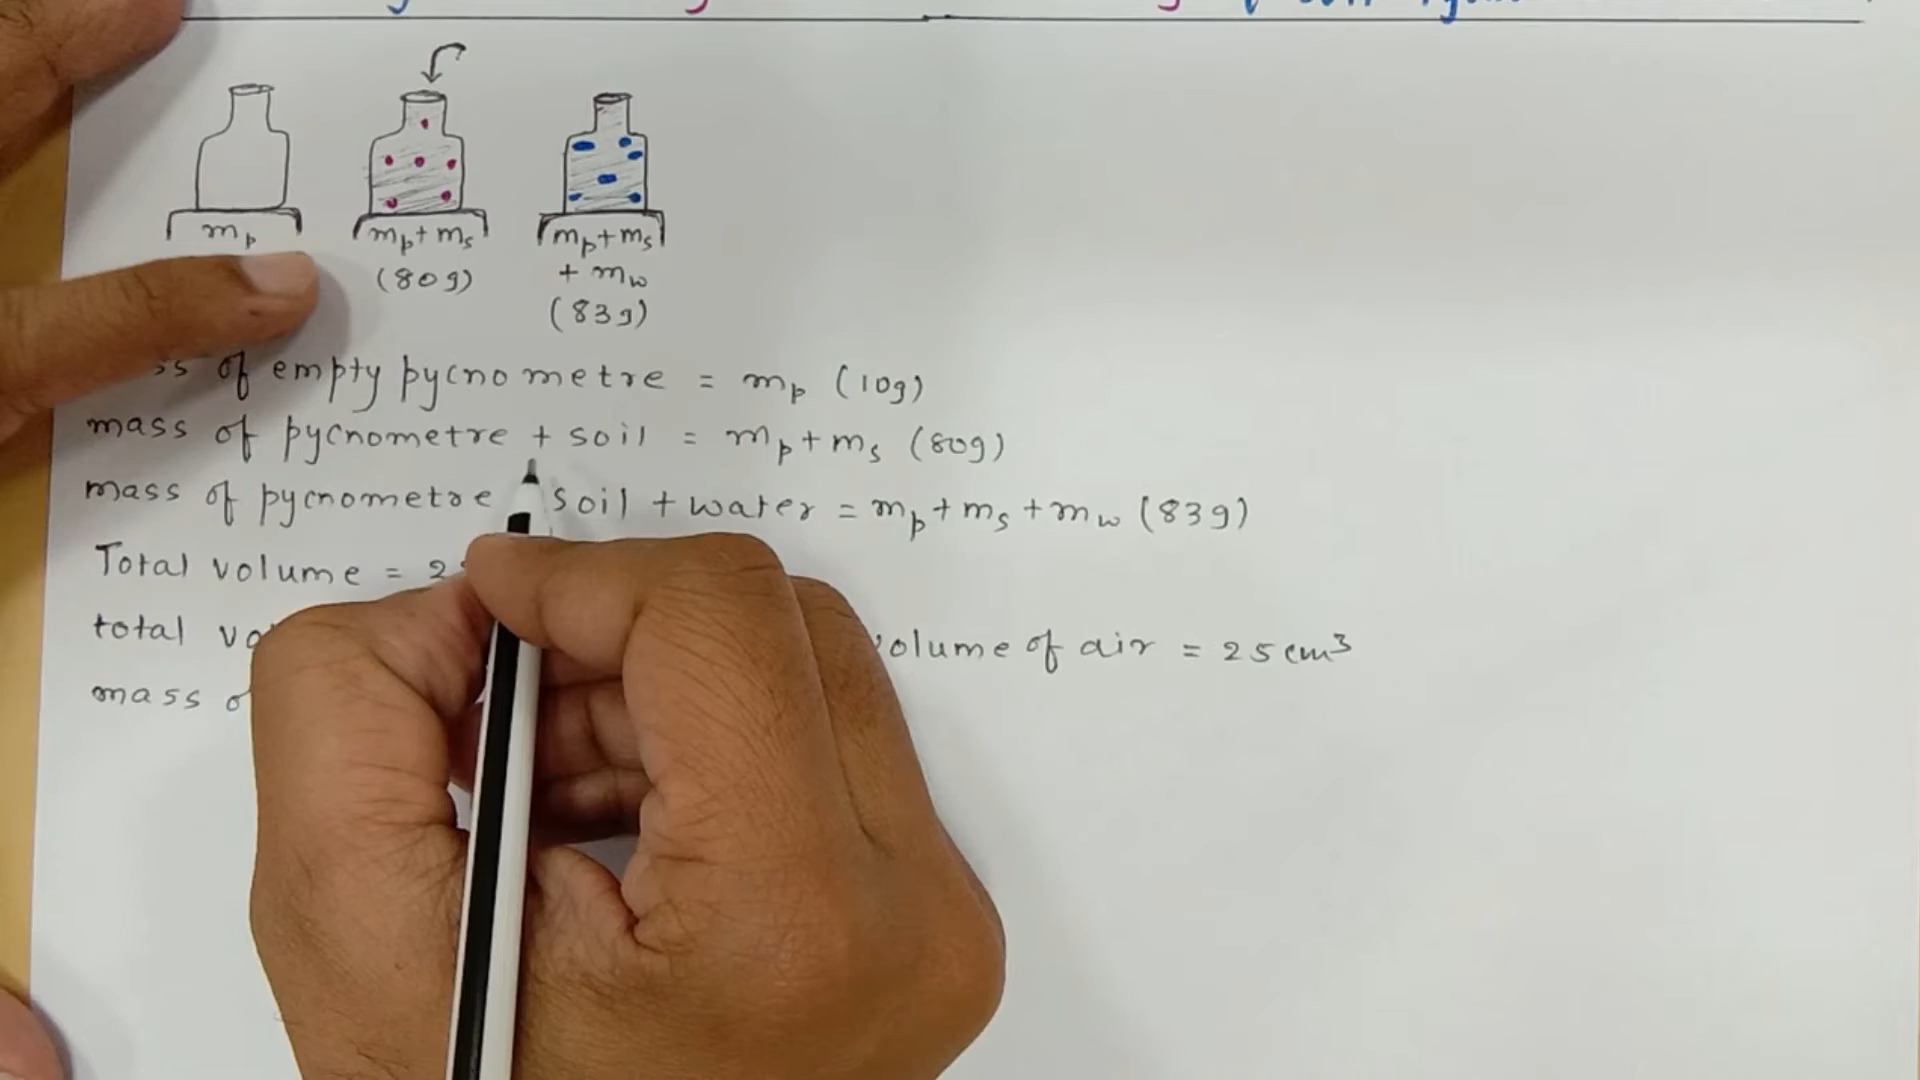 mp mp+ms mp+ms
(80g) + mw
(83g)
of empty pycnometre = mp (10g)
mass of pycnometre + soil = mp+ms (80g)
mass of pycnometre soil + water = mp+ms+mw (83g)
Total volume =
total volume of air = 25cm³
mass